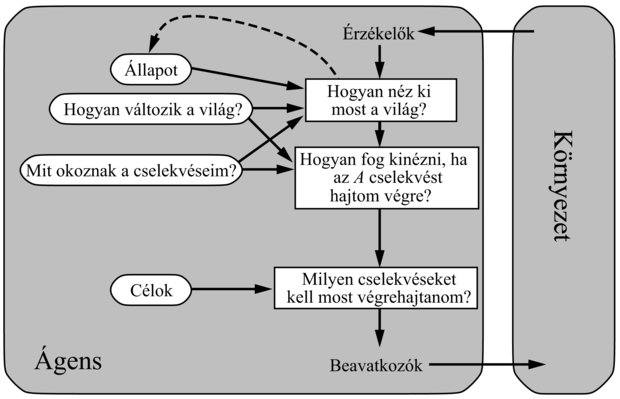 Érzékelők
Állapot
Hogyan néz ki
most a világ?
Hogyan változik a világ?
Hogyan fog kinézni, ha
az A cselekvést
hajtom végre?
Mit okoznak a cselekvéseim?
Környezet
Milyen cselekvéseket
kell most végrehajtanom?
Célok
Ágens
Beavatkozók